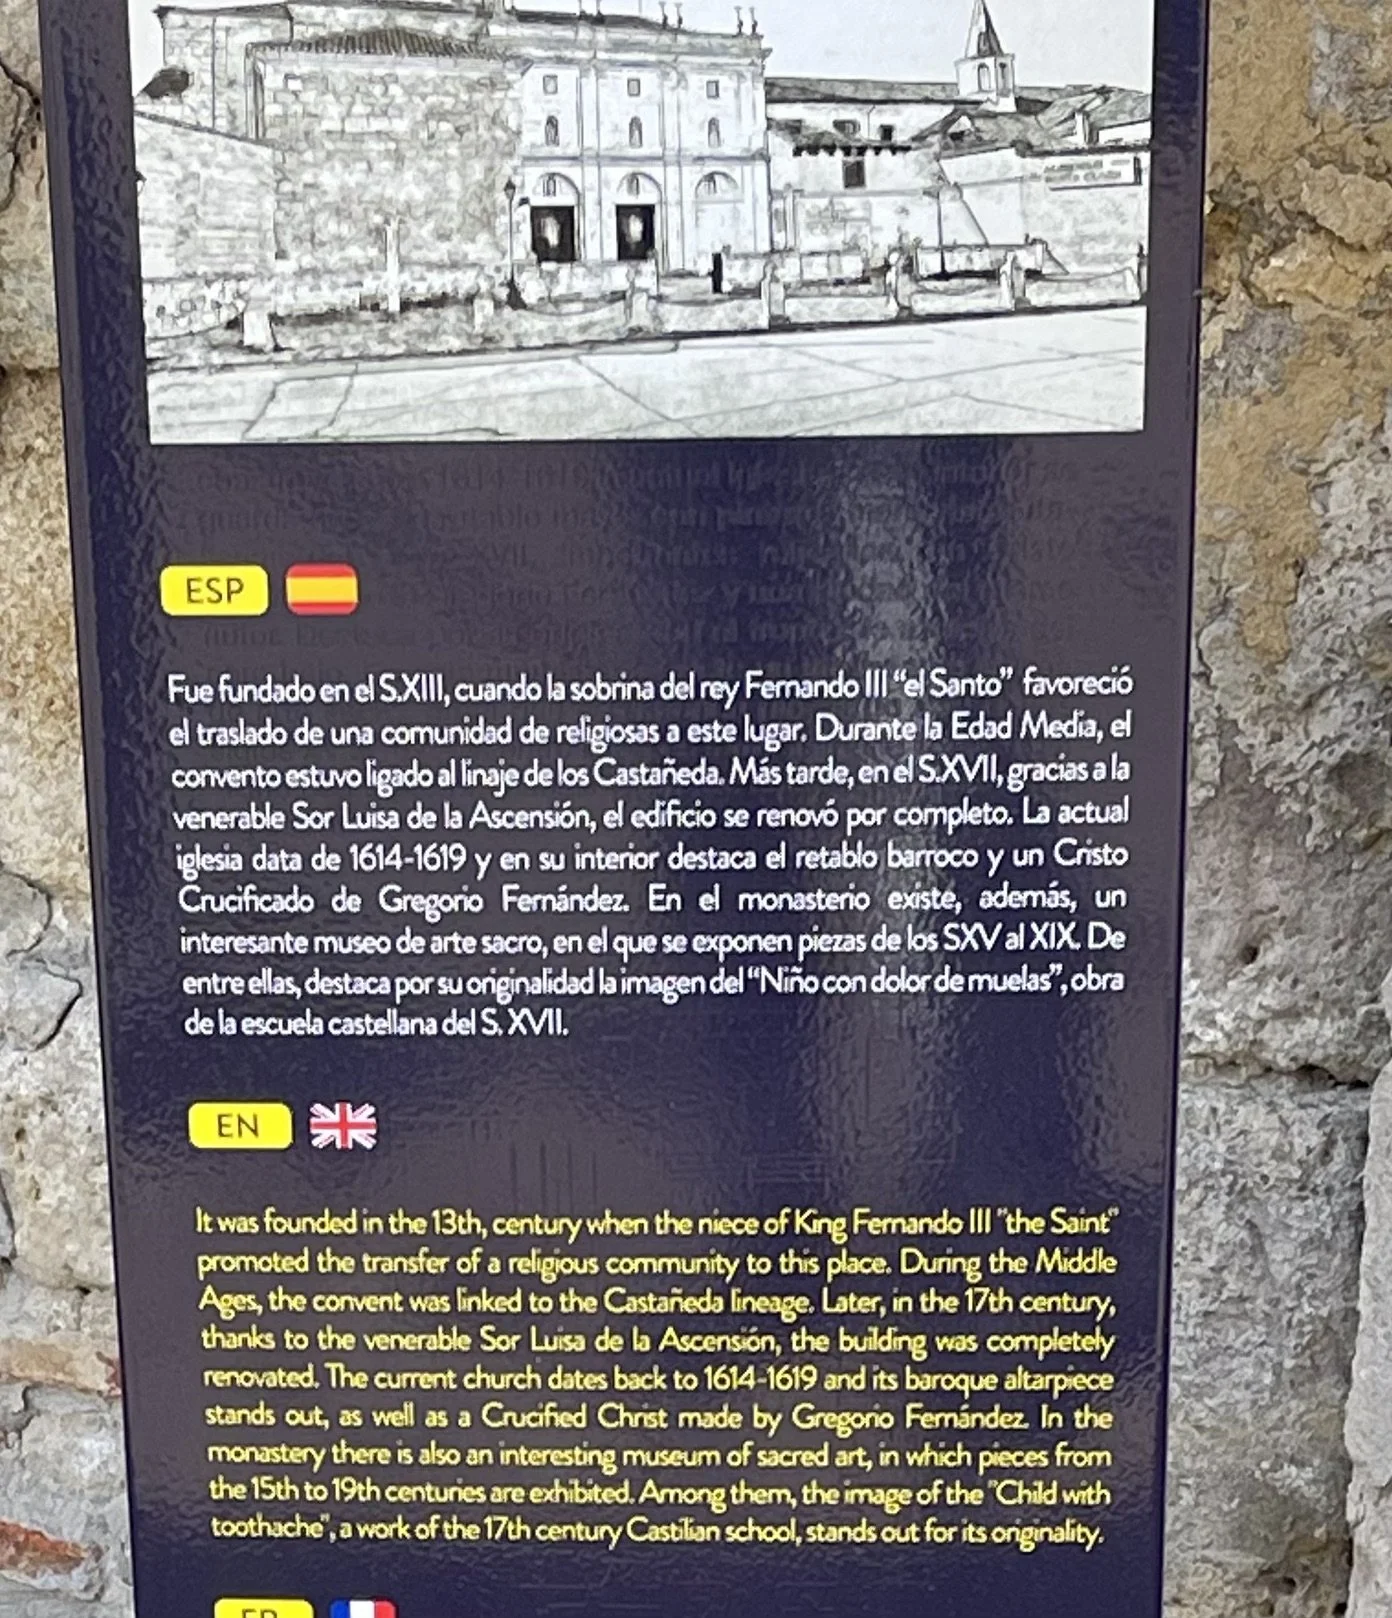 ESP
Fue fundado en el S.XIII, cuando la sobrina del rey Fernando III “el Santo” favoreció
el traslado de una comunidad de religiosas a este lugar. Durante la Edad Media, el
convento estuvo ligado al linaje de los Castañeda. Más tarde, en el S.XVII, gracias a la
venerable Sor Luisa de la Ascensión, el edificio se renovó por completo. La actual
iglesia data de 1614-1619 y en su interior destaca el retablo barroco y un Cristo
Crucificado de Gregorio Fernández. En el monasterio existe, además, un
interesante museo de arte sacro, en el que se exponen piezas de los SXV al XIX. De
entre ellas, destaca por su originalidad la imagen del “Niño con dolor de muelas”, obra
de la escuela castellana del S. XVII.
EN
It was founded in the 13th, century when the niece of King Fernando III "the Saint"
promoted the transfer of a religious community to this place. During the Middle
Ages, the convent was linked to the Castañeda lineage. Later, in the 17th century,
thanks to the venerable Sor Luisa de la Ascensión, the building was completely
renovated. The current church dates back to 1614-1619 and its baroque altarpiece
stands out, as well as a Crucified Christ made by Gregorio Fernández. In the
monastery there is also an interesting museum of sacred art, in which pieces from
the 15th to 19th centuries are exhibited. Among them, the image of the "Child with
toothache", a work of the 17th century Castilian school, stands out for its originality.